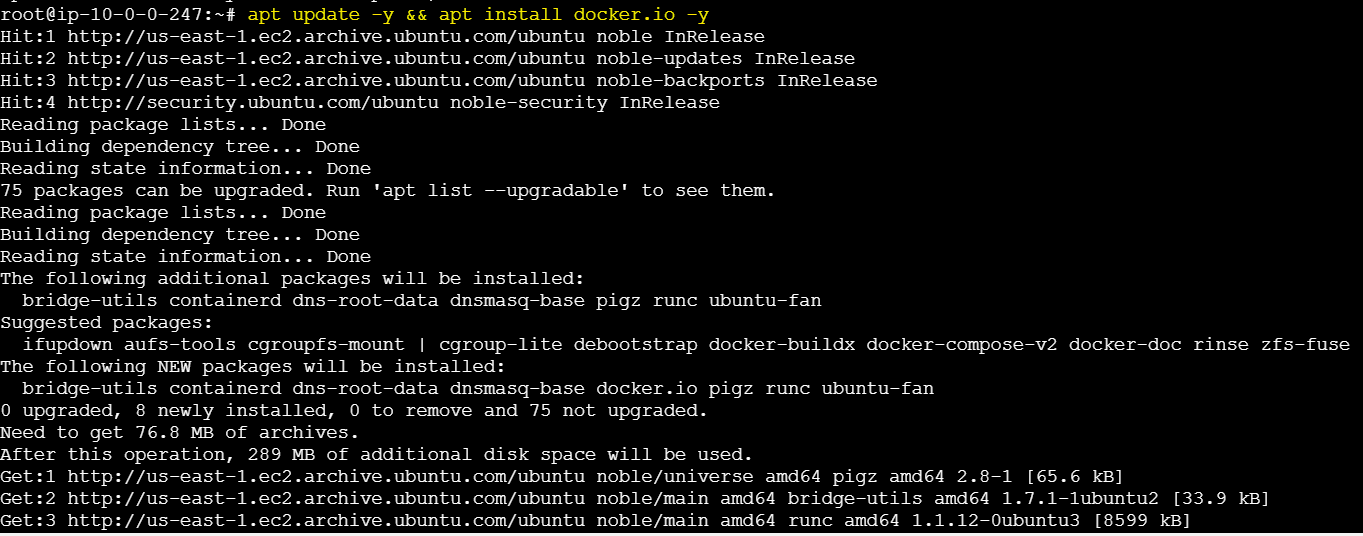 root@ip-10-0-0-247:~# apt update -y && apt install docker.io -y
Hit:1 http://us-east-1.ec2.archive.ubuntu.com/ubuntu noble InRelease
Hit:2 http://us-east-1.ec2.archive.ubuntu.com/ubuntu noble-updates InRelease
Hit:3 http://us-east-1.ec2.archive.ubuntu.com/ubuntu noble-backports InRelease
Hit:4 http://security.ubuntu.com/ubuntu noble-security InRelease
Reading package lists... Done
Building dependency tree... Done
Reading state information... Done
75 packages can be upgraded. Run 'apt list --upgradable' to see them.
Reading package lists... Done
Building dependency tree... Done
Reading state information... Done
The following additional packages will be installed:
  bridge-utils containerd dns-root-data dnsmasq-base pigz runc ubuntu-fan
Suggested packages:
  ifupdown aufs-tools cgroupfs-mount | cgroup-lite debootstrap docker-buildx docker-compose-v2 docker-doc rinse zfs-fuse
The following NEW packages will be installed:
  bridge-utils containerd dns-root-data dnsmasq-base docker.io pigz runc ubuntu-fan
0 upgraded, 8 newly installed, 0 to remove and 75 not upgraded.
Need to get 76.8 MB of archives.
After this operation, 289 MB of additional disk space will be used.
Get:1 http://us-east-1.ec2.archive.ubuntu.com/ubuntu noble/universe amd64 pigz amd64 2.8-1 [65.6 kB]
Get:2 http://us-east-1.ec2.archive.ubuntu.com/ubuntu noble/main amd64 bridge-utils amd64 1.7.1-1ubuntu2 [33.9 kB]
Get:3 http://us-east-1.ec2.archive.ubuntu.com/ubuntu noble/main amd64 runc amd64 1.1.12-0ubuntu3 [8599 kB]